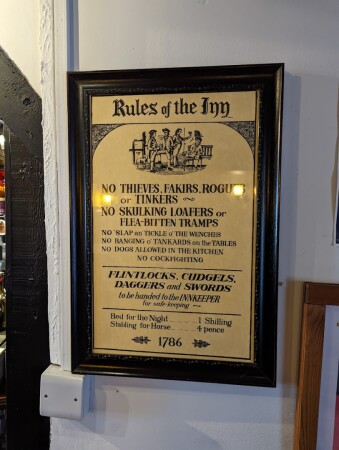 Rules of the Inn
NO THIEVES, FAKIRS, ROGUES
or TINKERS
NO SKULKING LOAFERS or
FLEA-BITTEN TRAMPS
NO 'SLAP an TICKLE O' THE WENCHES
NO BANGING O' TANKARDS on the TABLES
NO DOGS ALLOWED IN THE KITCHEN
NO COCKFIGHTING
FLINTLOCKS, CUDGELS,
DAGGERS and SWORDS
to be handed to the INNKEEPER
for safe-keeping
Bed for the Night 1 Shilling
Stabling for Horse 4 pence
1786